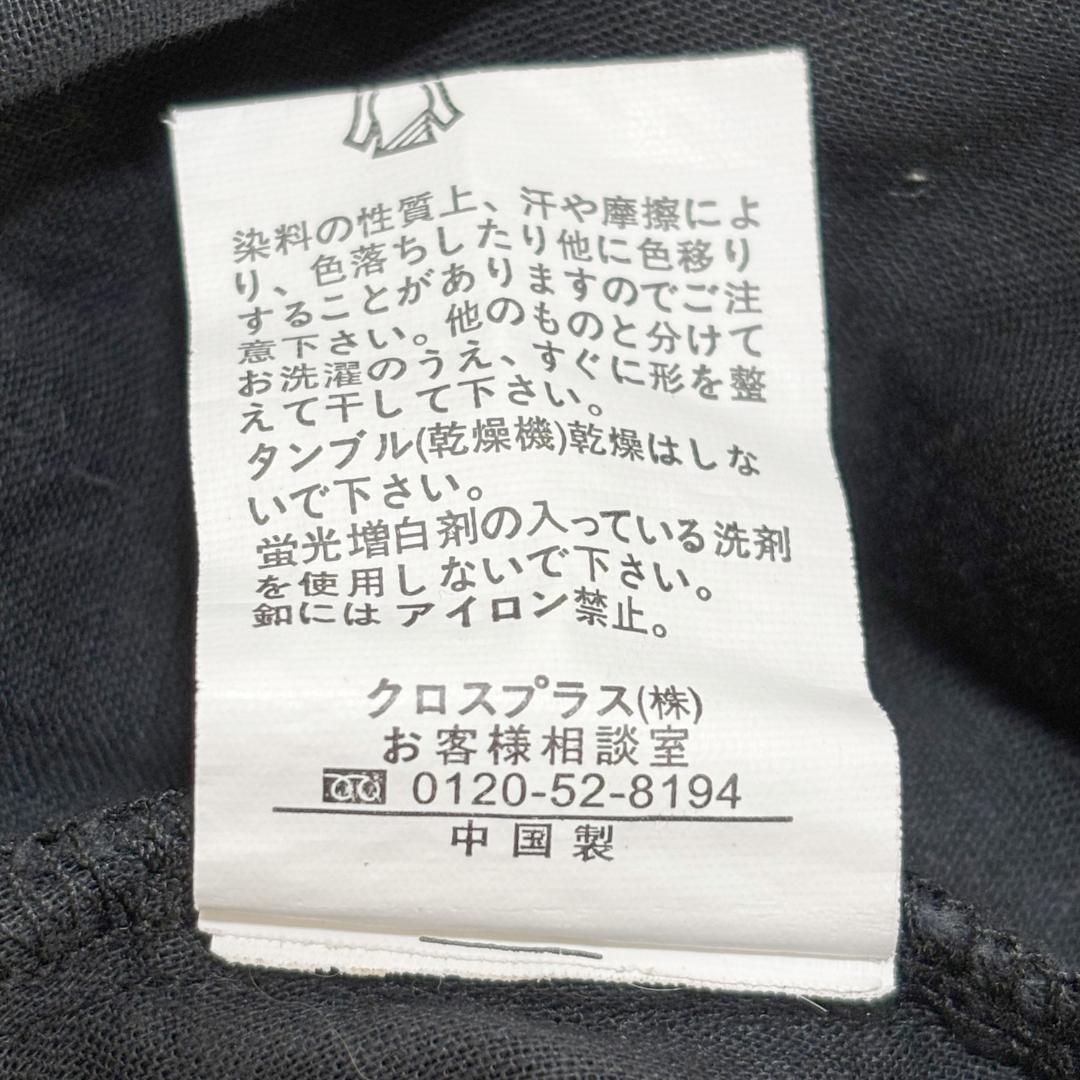 染料の性質上、汗や摩擦によ
り、色落ちしたり他に色移り
することがありますのでご注
意下さい。他のものと分けて
お洗濯のうえ、すぐに形を整
えて干して下さい。
タンブル(乾燥機)乾燥はしな
いで下さい。
蛍光増白剤の入っている洗剤
を使用しないで下さい。
釦にはアイロン禁止。
クロスプラス(株)
お客様相談室
0120-52-8194
中国製